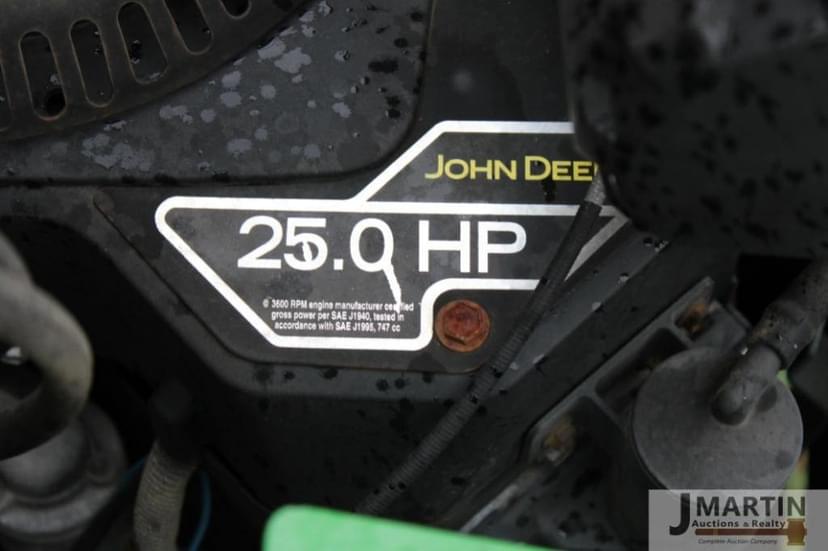 JOHN DEE
25.0 HP
@ 3600 RPM engine manufacturer certified
gross power per SAE J1940, tested in
accordance with SAE J1995, 747 cc
J MARTIN
Auctions & Realty
Complete Auction Company